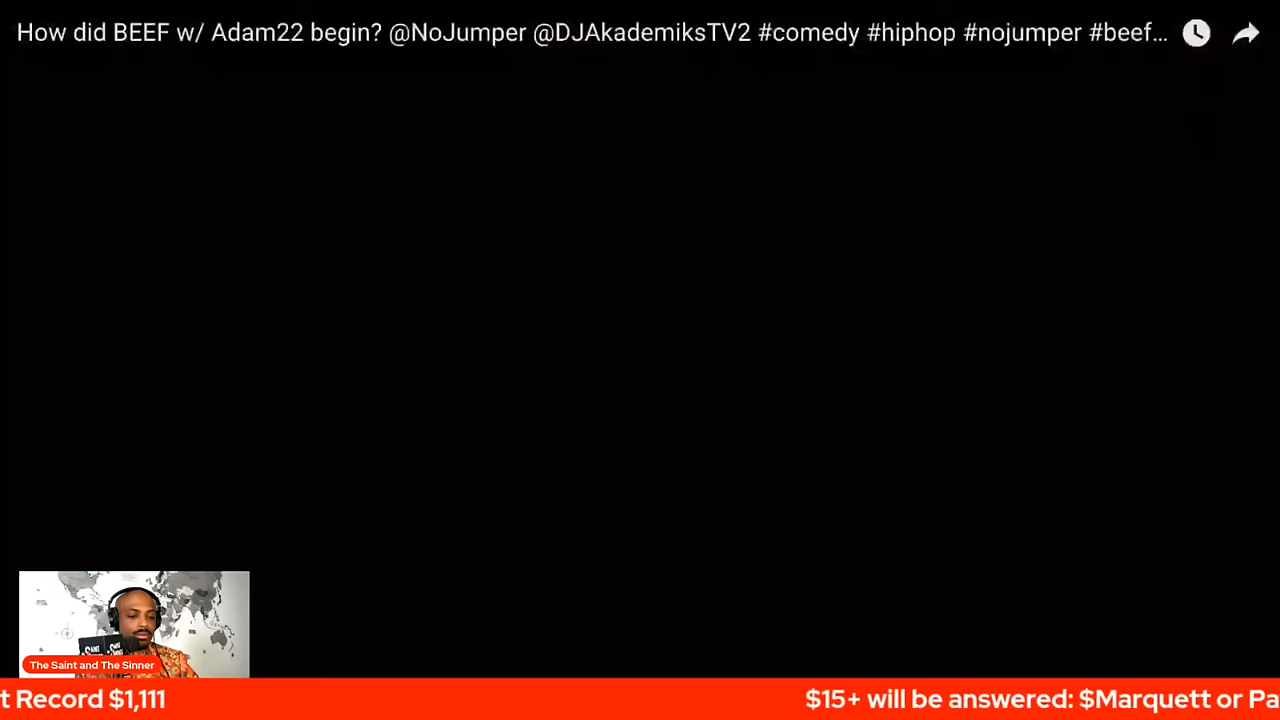 How did BEEF w/ Adam22 begin? @NoJumper @DJAkademiksTV2 #comedy #hiphop #nojumper #beef...
The Saint and The Sinner
t Record $1,111
$15+ will be answered: $Marquett or Pa